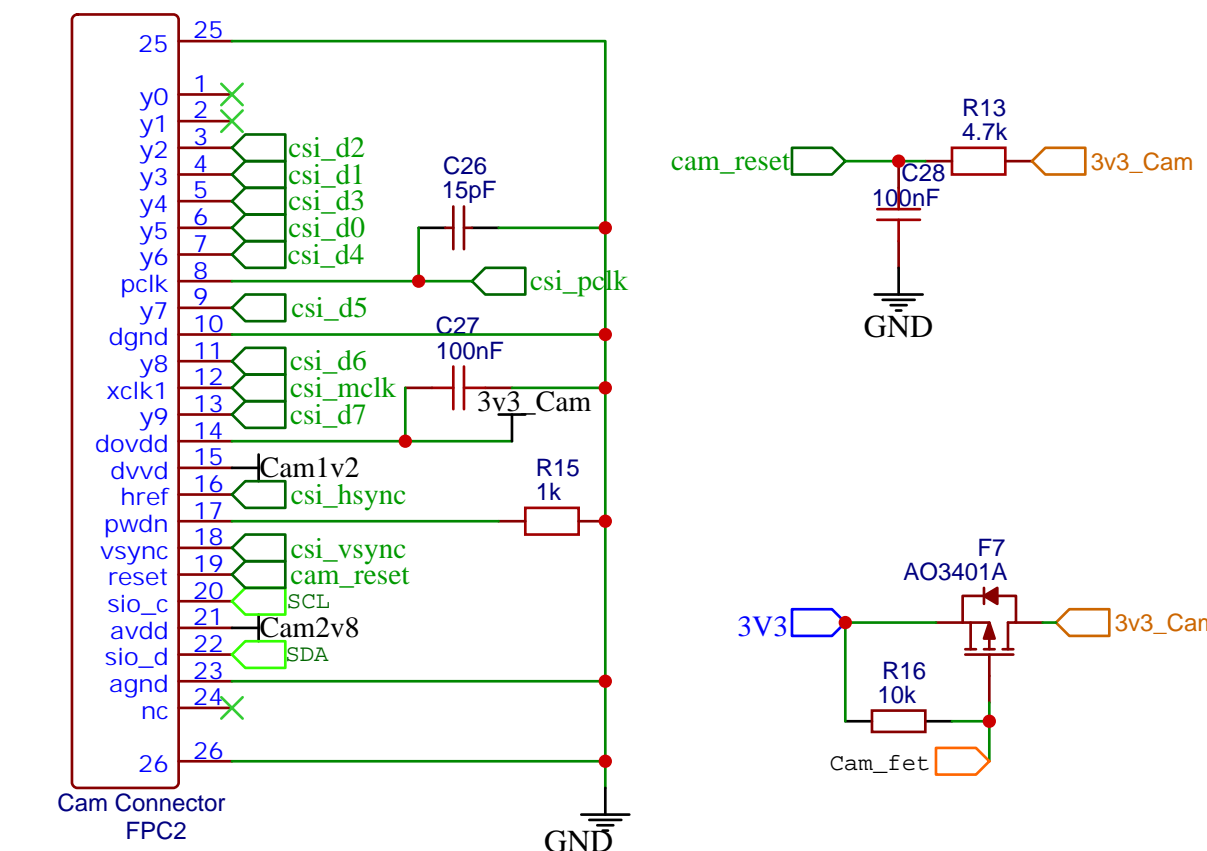 25 25
y0 1
y1 2
y2 3 csi_d2
y3 4 csi_d1
y4 5 csi_d3
y5 6 csi_d0
y6 7 csi_d4
pclk 8 csi_pclk
y7 9 csi_d5
dgnd 10
y8 11 csi_d6
xclk1 12 csi_mclk
y9 13 csi_d7
dovdd 14
dvvd 15 Cam1v2
href 16 csi_hsync
pwdn 17
vsync 18 csi_vsync
reset 19 cam_reset
sio_c 20 SCL
avdd 21 Cam2v8
sio_d 22 SDA
agnd 23
nc 24
26 26
Cam Connector
FPC2
C26
15pF
C27
100nF
3v3_Cam
R15
1k
GND
R13
4.7k
cam_reset
3v3_Cam
C28
100nF
GND
F7
AO3401A
3V3
3v3_Cam
R16
10k
Cam_fet